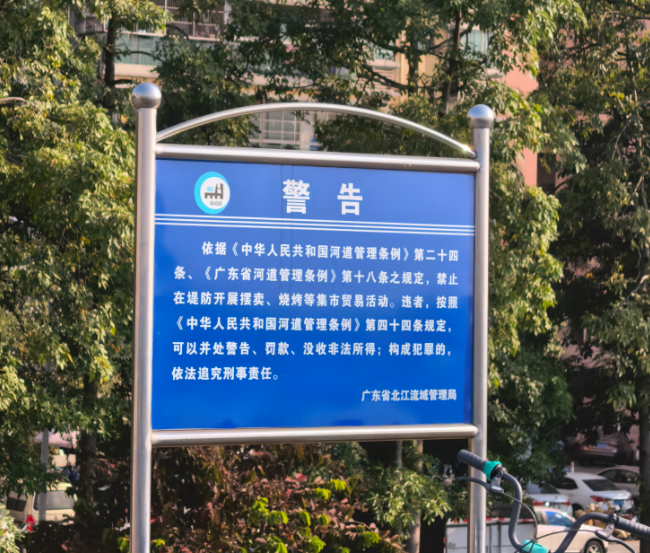 警 告
依据《中华人民共和国河道管理条例》第二十四
条、《广东省河道管理条例》第十八条之规定，禁止
在堤防开展摆卖、烧烤等集市贸易活动。违者，按照
《中华人民共和国河道管理条例》第四十四条规定，
可以并处警告、罚款、没收非法所得；构成犯罪的，
依法追究刑事责任。
广东省北江流域管理局